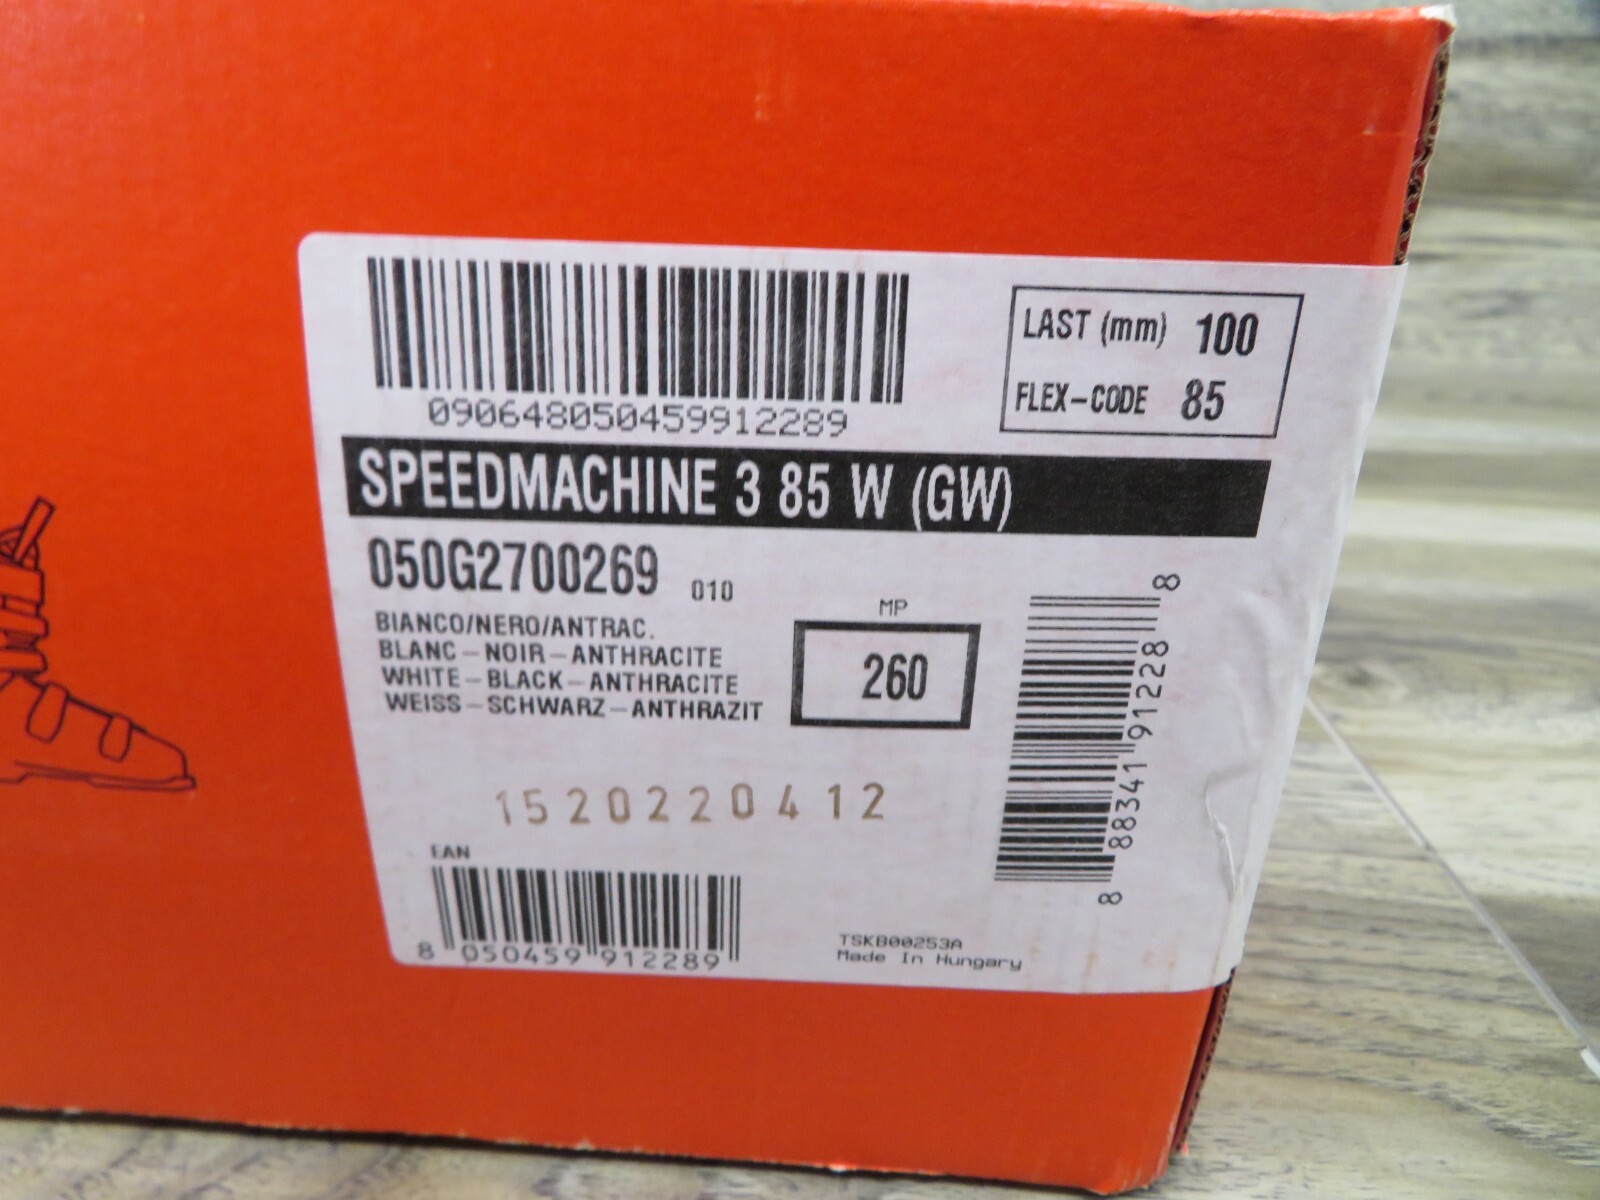 090648050459912289
LAST (mm) 100
FLEX-CODE 85
SPEEDMACHINE 3 85 W (GW)
050G2700269 010
BIANCO/NERO/ANTRAC.
BLANC-NOIR-ANTHRACITE
WHITE-BLACK-ANTHRACITE
WEISS-SCHWARZ-ANTHRAZIT
MP
260
8 88341 91228 8
1520220412
EAN
8 050459 912289
TSKB00253A
Made In Hungary